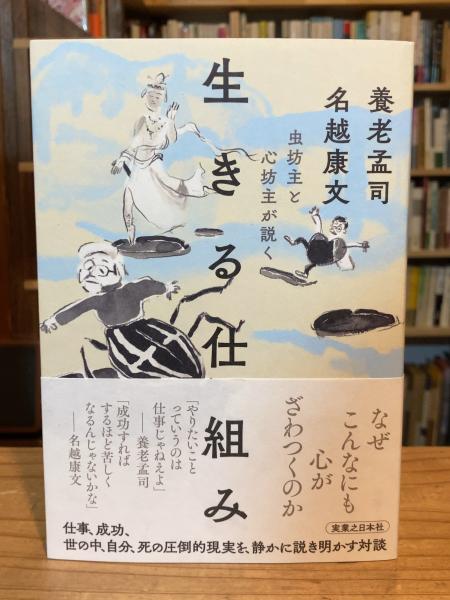 養老孟司
名越康文
虫坊主と
心坊主が説く
生きる仕組み
なぜ
こんなにも
心が
ざわつくのか
「やりたいこと
っていうのは
仕事じゃねえよ」
──養老孟司
「成功すれば
するほど苦しく
なるんじゃないかな」
──名越康文
仕事、成功、
世の中、自分、死の圧倒的現実を、静かに説き明かす対談
実業之日本社